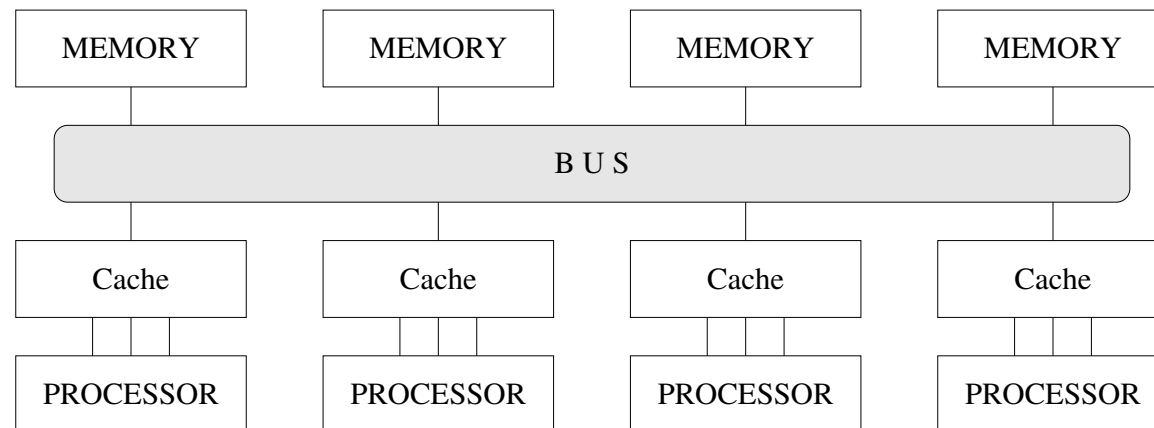 MEMORY MEMORY MEMORY MEMORY
B U S
Cache Cache Cache Cache
PROCESSOR PROCESSOR PROCESSOR PROCESSOR